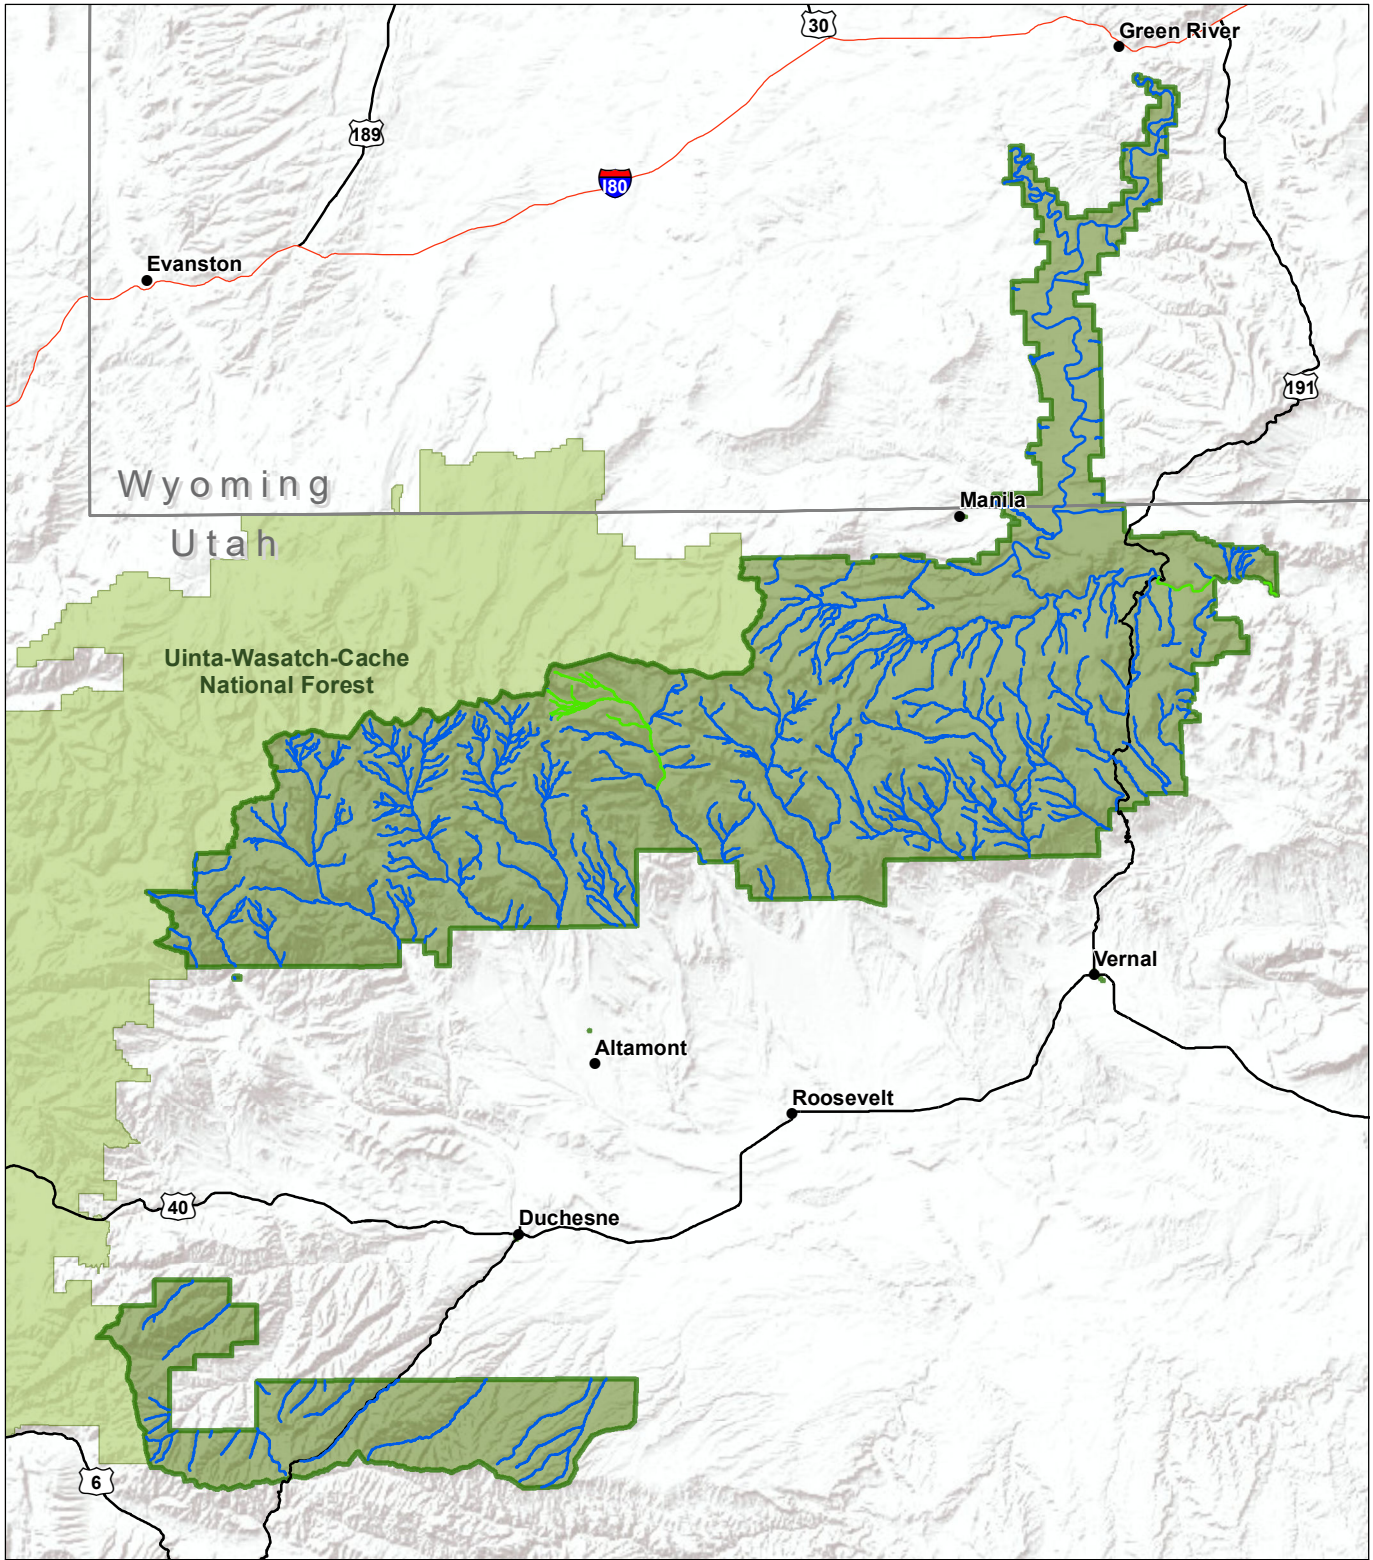 30
Green River
189
I80
Evanston
191
Wyoming
Manila
Utah
Uinta-Wasatch-Cache
National Forest
Vernal
Altamont
Roosevelt
40
Duchesne
6